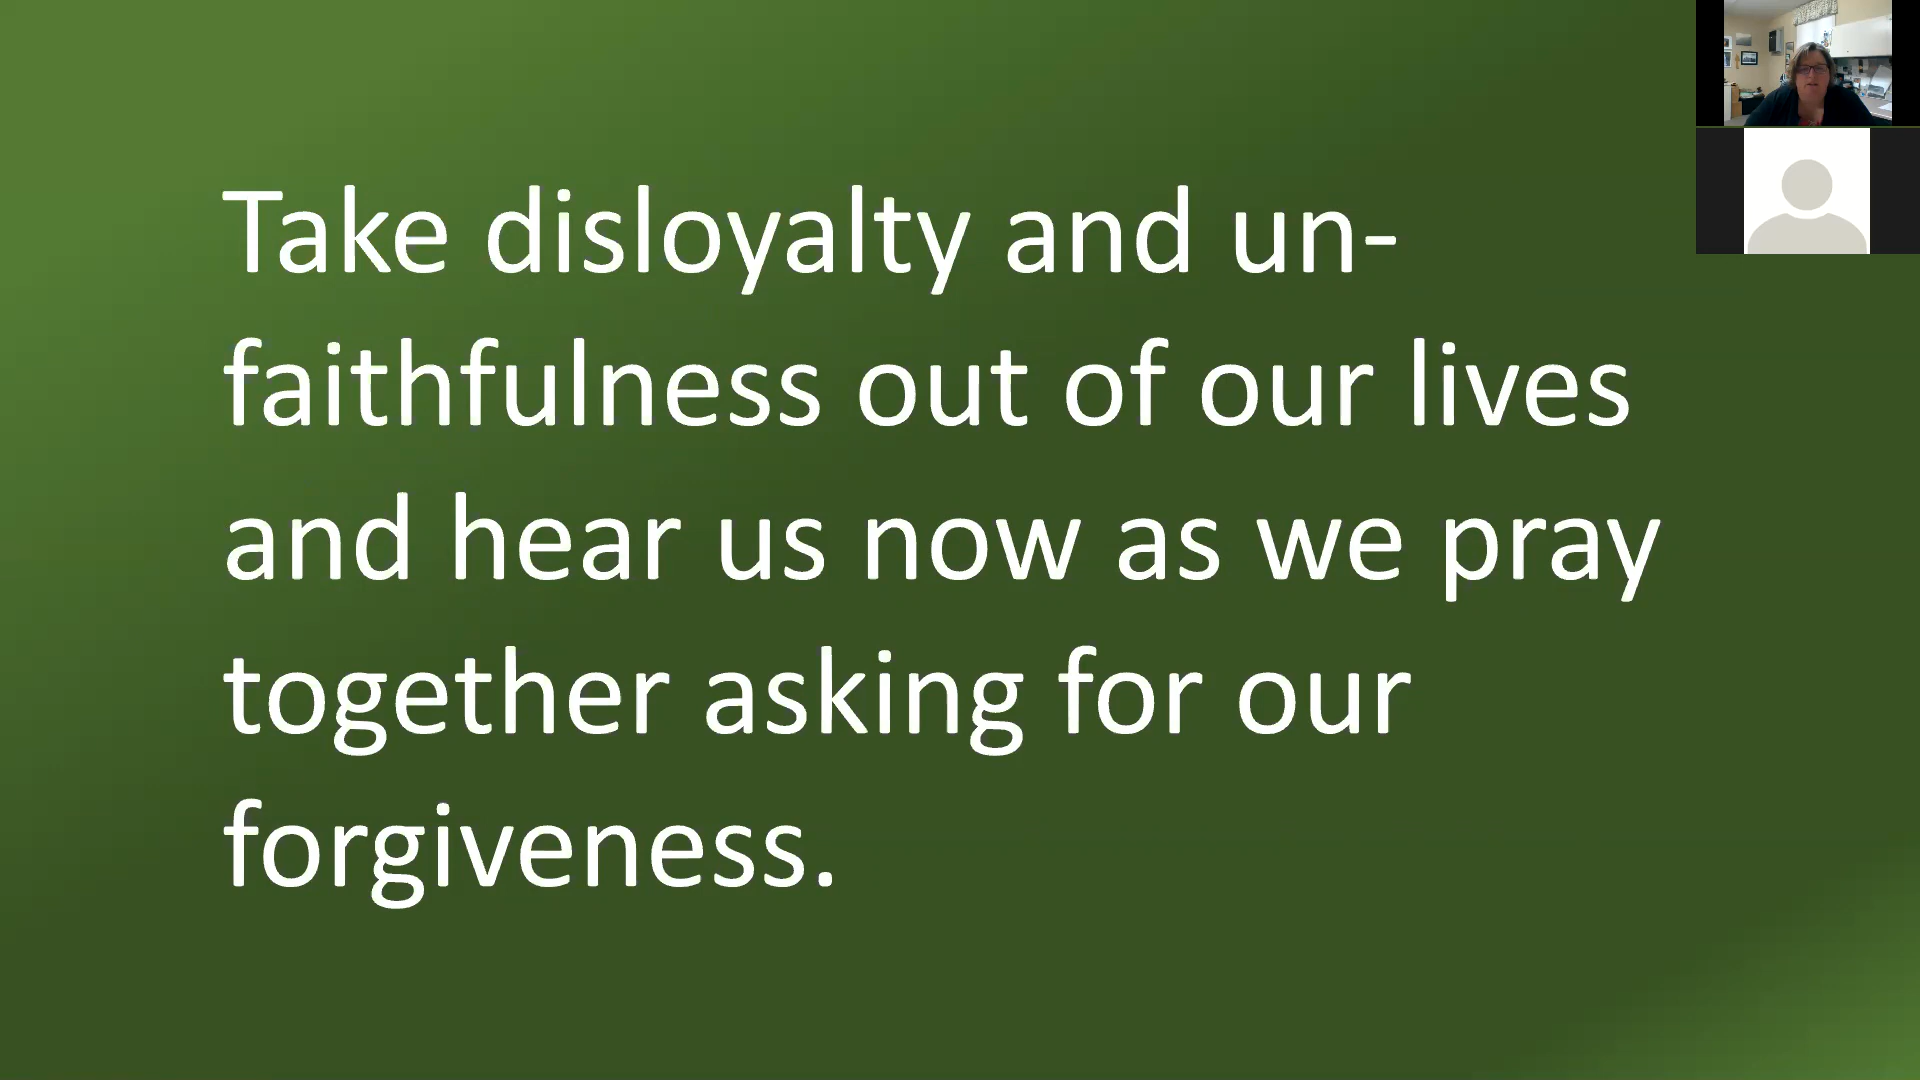 Take disloyalty and un-
faithfulness out of our lives
and hear us now as we pray
together asking for our
forgiveness.